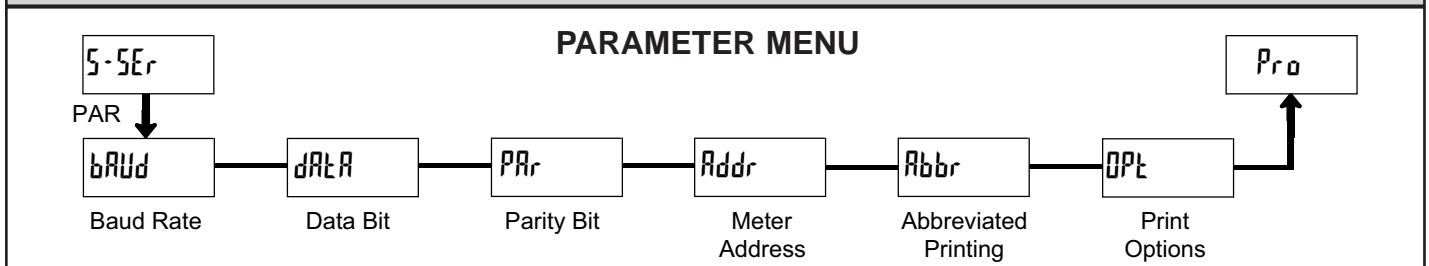 PARAMETER MENU
5-SEr
Pro
PAR
bAUd
dAtA
PAr
Addr
Abbr
OPt
Baud Rate
Data Bit
Parity Bit
Meter
Address
Abbreviated
Printing
Print
Options